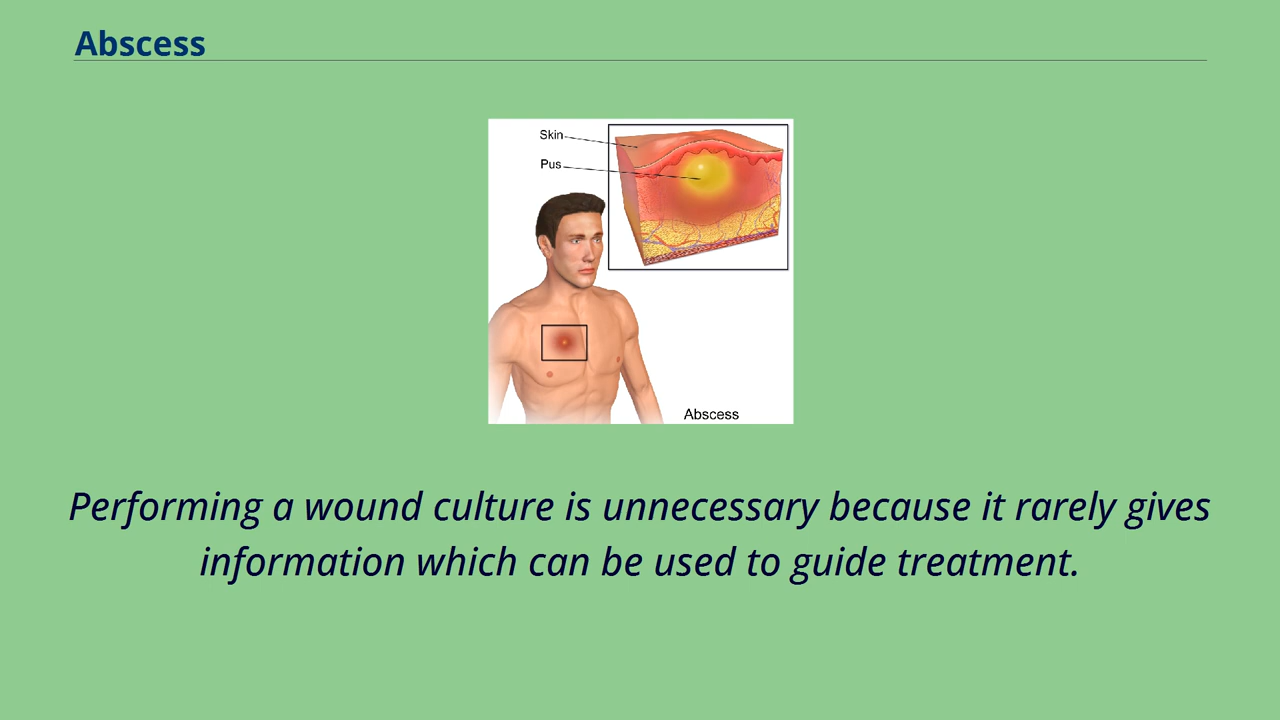 Abscess
Skin
Pus
Abscess
Performing a wound culture is unnecessary because it rarely gives
information which can be used to guide treatment.